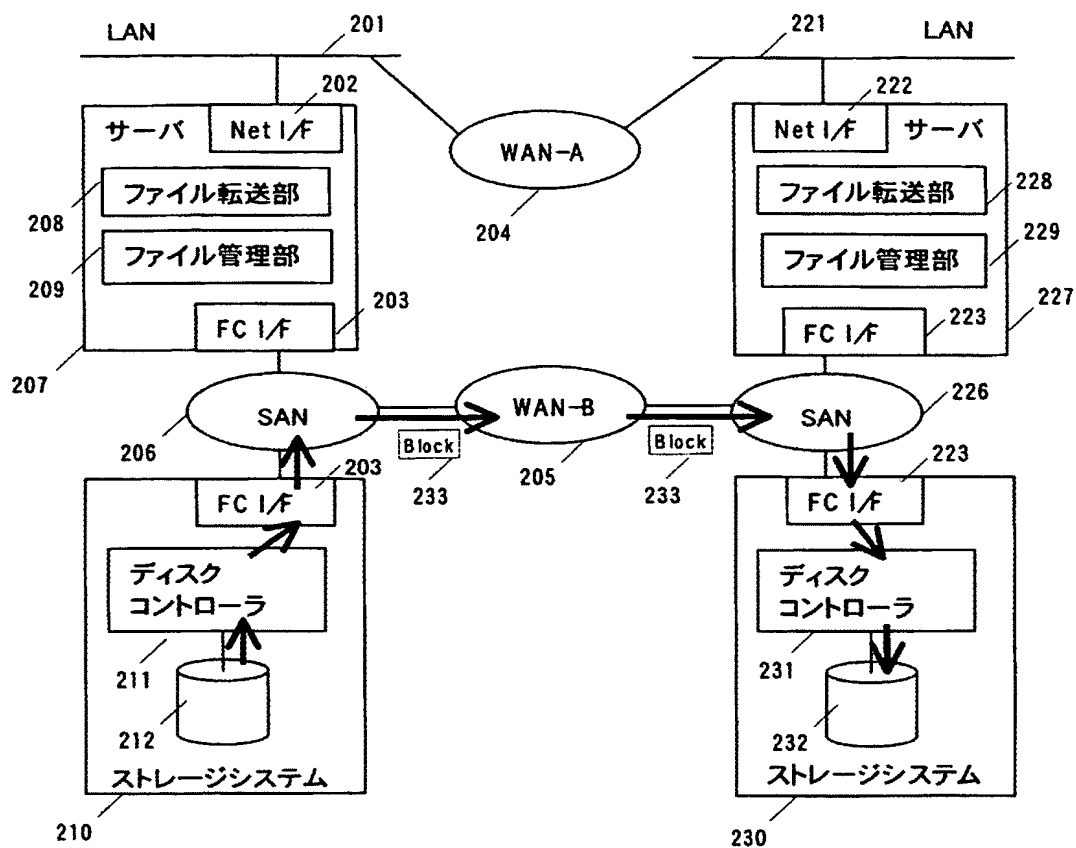 LAN
201
221
LAN
202
222
サーバ
Net I/F
Net I/F
サーバ
WAN-A
204
ファイル転送部
208
ファイル転送部
228
ファイル管理部
209
ファイル管理部
229
203
FC I/F
207
223
FC I/F
227
SAN
206
WAN-B
205
SAN
226
Block
233
Block
233
203
FC I/F
223
FC I/F
ディスク
コントローラ
211
ディスク
コントローラ
231
212
232
ストレージシステム
210
ストレージシステム
230